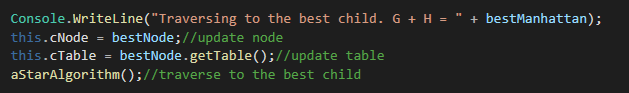 Console.WriteLine("Traversing to the best child. G + H = " + bestManhattan);
this.cNode = bestNode;//update node
this.cTable = bestNode.getTable();//update table
aStarAlgorithm();//traverse to the best child